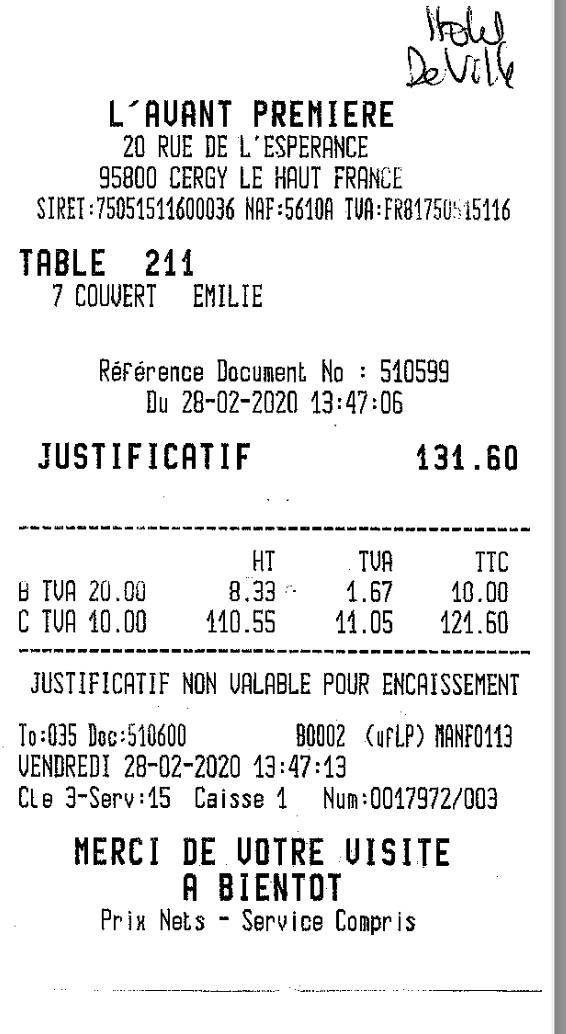 Hotel
De Ville
L'AVANT PREMIERE
20 RUE DE L'ESPERANCE
95800 CERGY LE HAUT FRANCE
SIRET:75051511600036 NAF:5610A TVA:FR81750515116
TABLE 211
7 COUVERT EMILIE
Référence Document No : 510599
Du 28-02-2020 13:47:06
JUSTIFICATIF 131.60
HT TVA TTC
B TVA 20.00 8.33 1.67 10.00
C TVA 10.00 110.55 11.05 121.60
JUSTIFICATIF NON VALABLE POUR ENCAISSEMENT
To:035 Doc:510600 B0002 (ufLP) MANF0113
VENDREDI 28-02-2020 13:47:13
Cle 3-Serv:15 Caisse 1 Num:0017972/003
MERCI DE VOTRE VISITE
A BIENTOT
Prix Nets - Service Compris